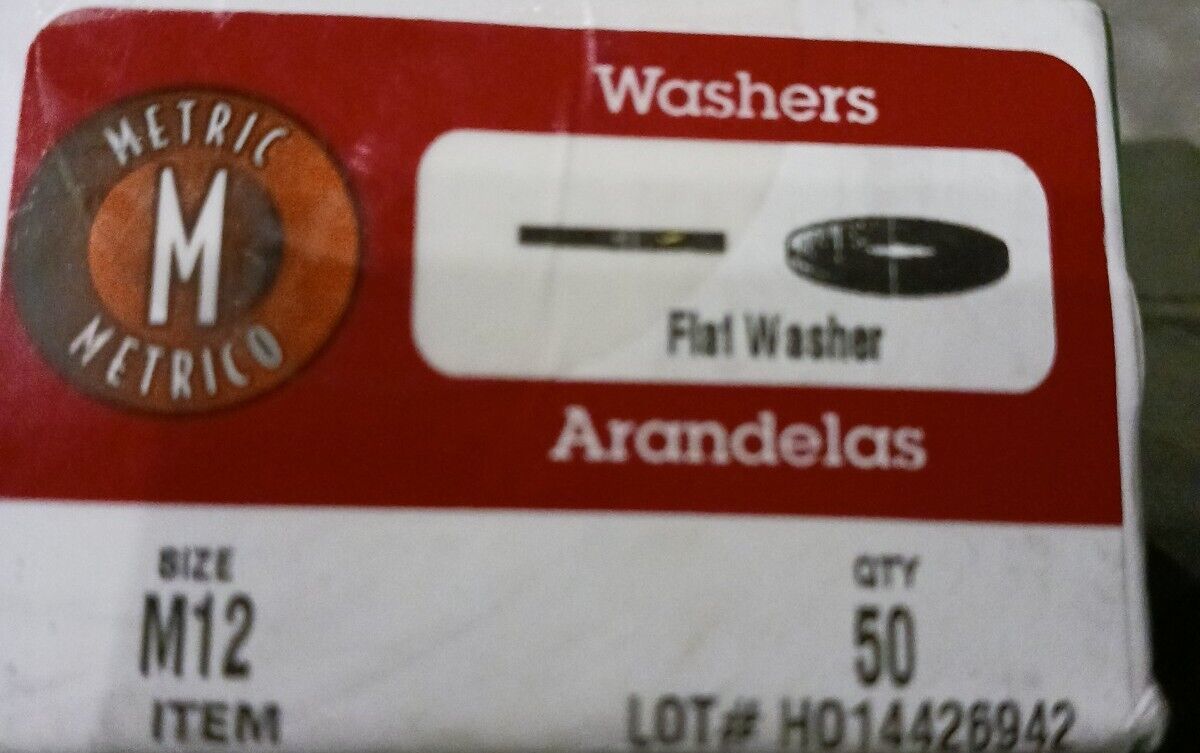 Washers
METRIC
M
METRICO
Flat Washer
Arandelas
SIZE
M12
QTY
50
ITEM
LOT# H014426942